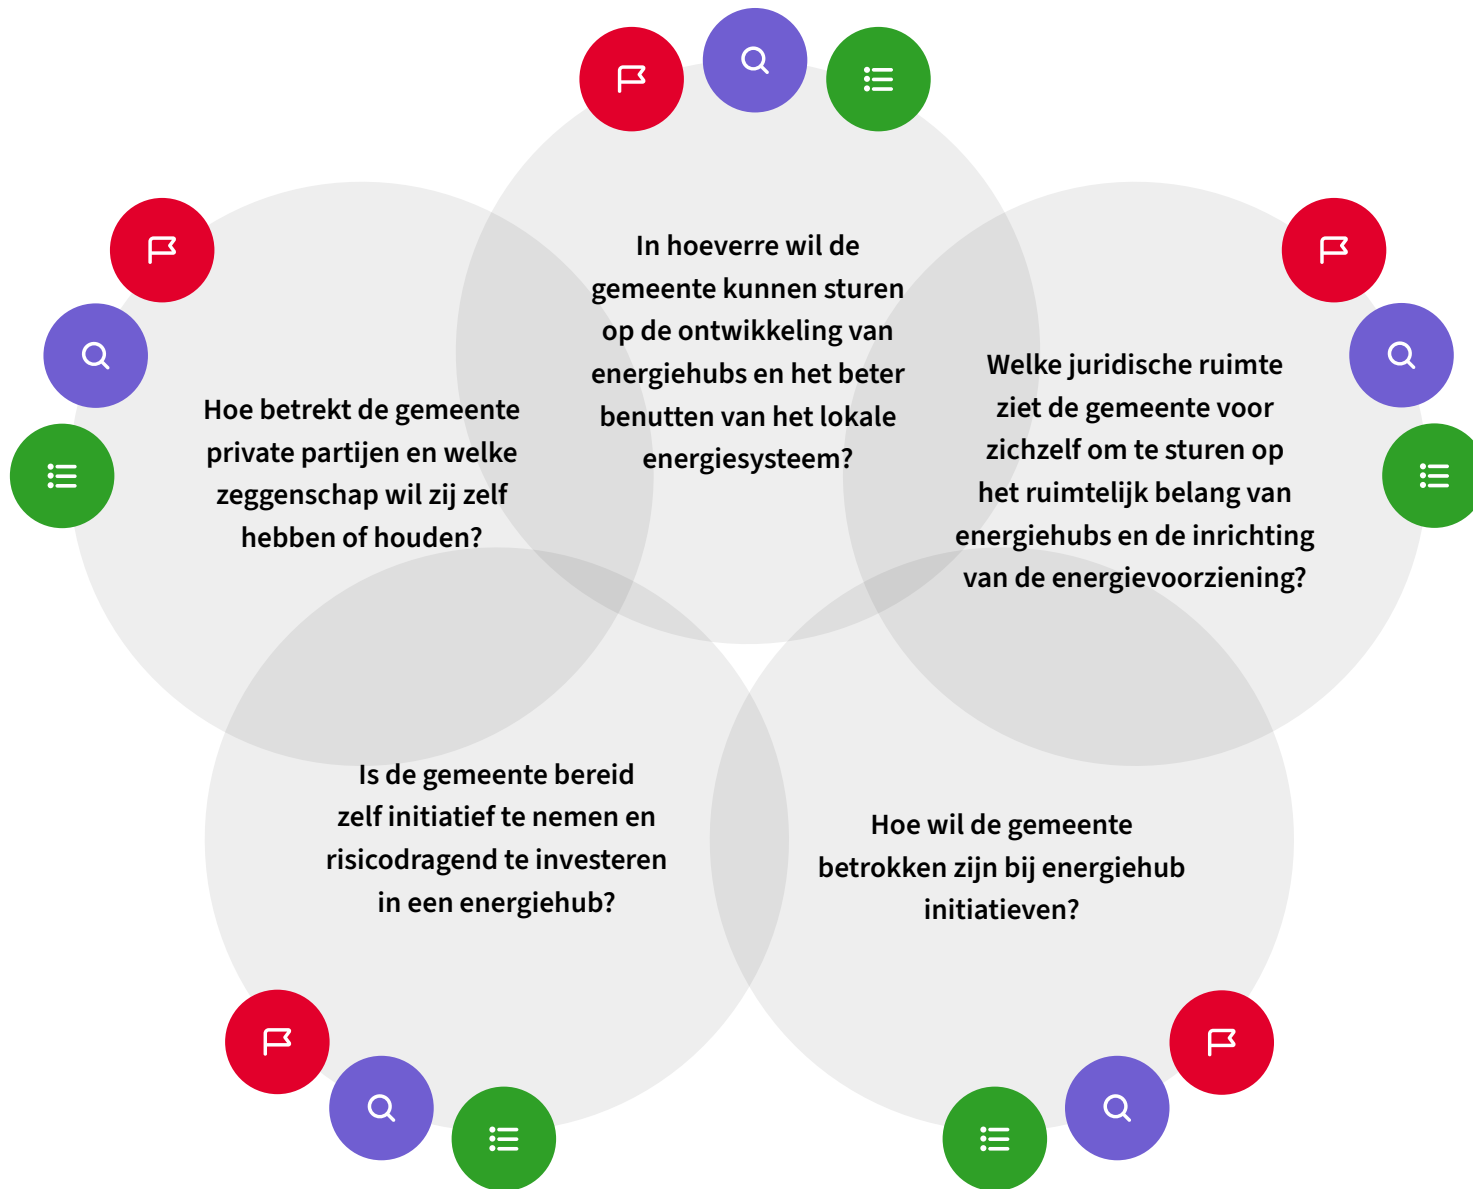 In hoeverre wil de
gemeente kunnen sturen
op de ontwikkeling van
energiehubs en het beter
benutten van het lokale
energiesysteem?
Hoe betrekt de gemeente
private partijen en welke
zeggenschap wil zij zelf
hebben of houden?
Welke juridische ruimte
ziet de gemeente voor
zichzelf om te sturen op
het ruimtelijk belang van
energiehubs en de inrichting
van de energievoorziening?
Is de gemeente bereid
zelf initiatief te nemen en
risicodragend te investeren
in een energiehub?
Hoe wil de gemeente
betrokken zijn bij energiehub
initiatieven?